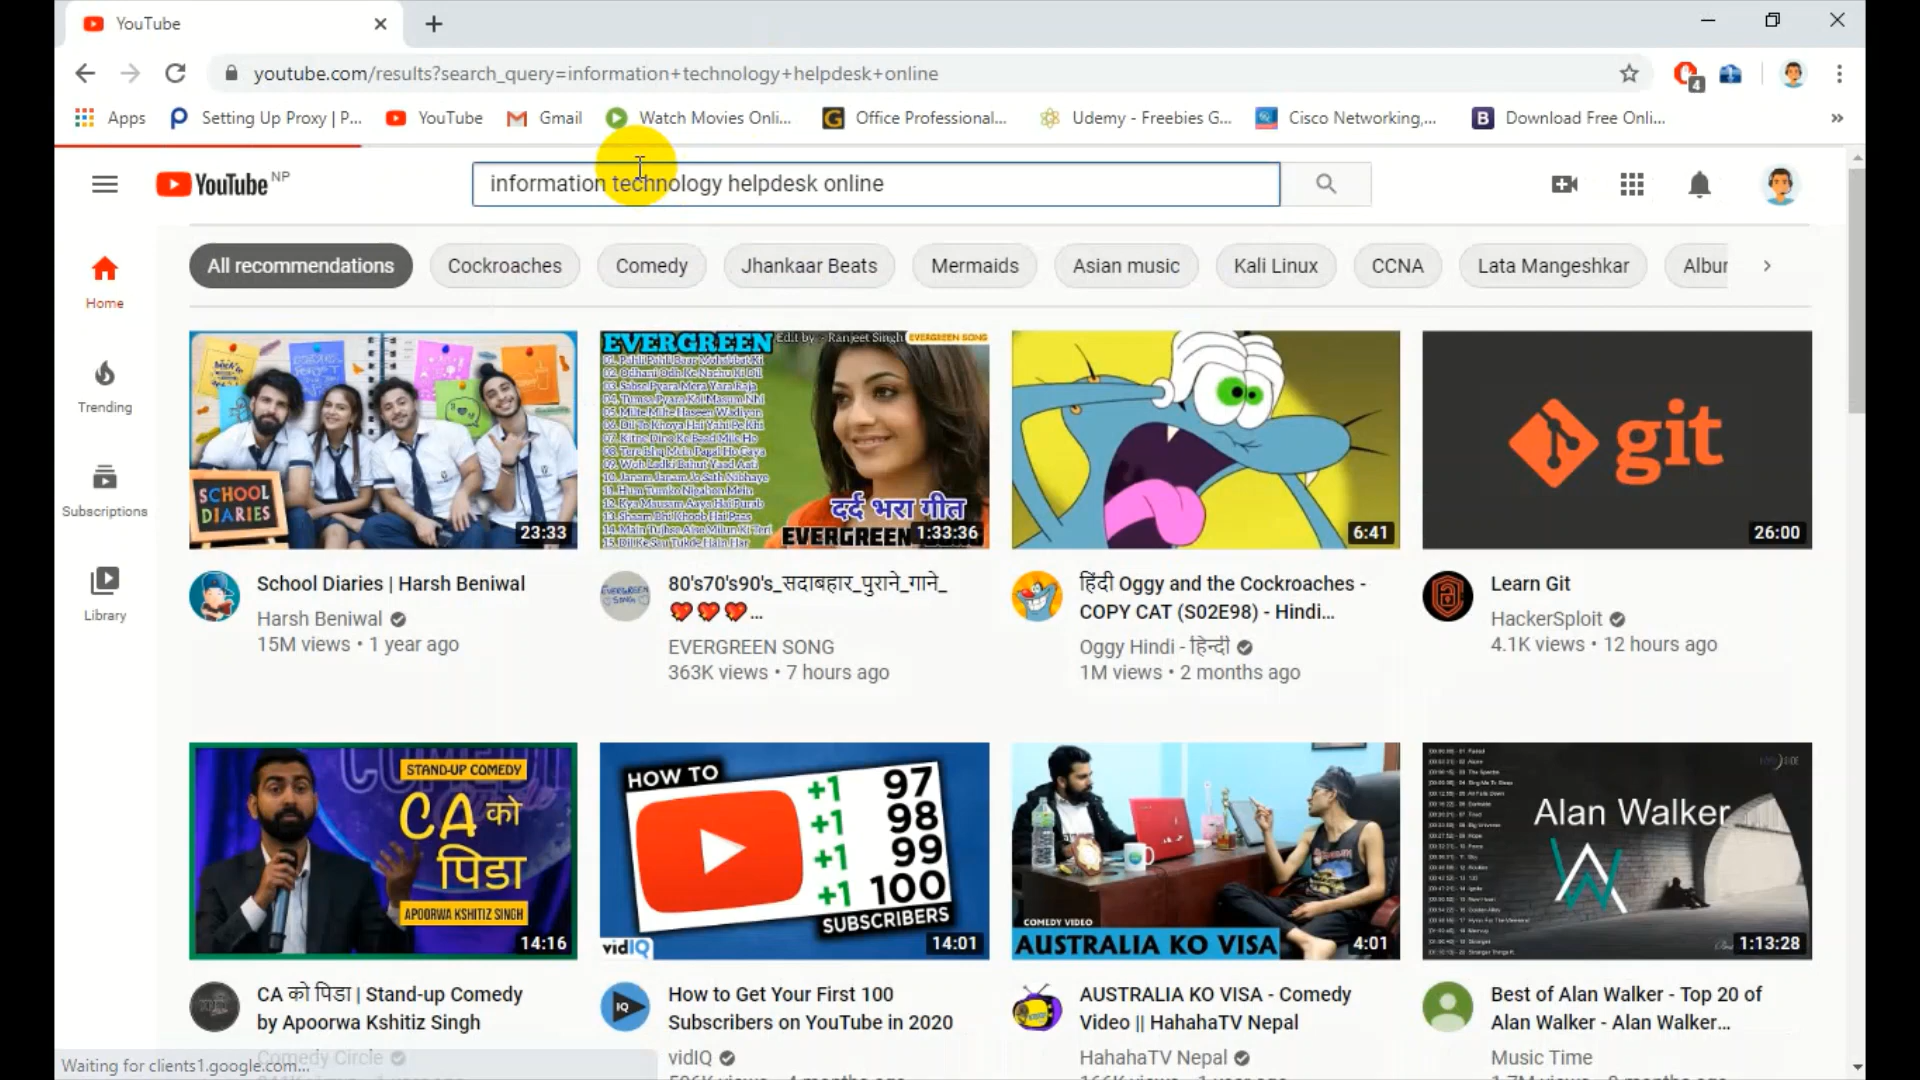 YouTube
youtube.com/results?search_query=information+technology+helpdesk+online
4
Apps
Setting Up Proxy | P...
YouTube
Gmail
Watch Movies Onli...
Office Professional...
Udemy - Freebies G...
Cisco Networking,...
Download Free Onli...
YouTube NP
information technology helpdesk online
Home
Trending
Subscriptions
Library
All recommendations
Cockroaches
Comedy
Jhankaar Beats
Mermaids
Asian music
Kali Linux
CCNA
Lata Mangeshkar
SCHOOL
DIARIES
23:33
EVERGREEN
Edit by - Ranjeet Singh
EVERGREEN SONG
दर्द भरा गीत
EVERGREEN
1:33:36
6:41
git
26:00
School Diaries | Harsh Beniwal
Harsh Beniwal
15M views • 1 year ago
80's70's90's_सदाबहार_पुराने_गाने_
❤️❤️❤️...
EVERGREEN SONG
363K views • 7 hours ago
हिंदी Oggy and the Cockroaches -
COPY CAT (S02E98) - Hindi...
Oggy Hindi - हिन्दी
1M views • 2 months ago
Learn Git
HackerSploit
4.1K views • 12 hours ago
STAND-UP COMEDY
CA को
पिडा
APOORWA KSHITIZ SINGH
14:16
HOW TO
+1 97
+1 98
+1 99
+1 100
SUBSCRIBERS
vidIQ
14:01
COMEDY VIDEO
AUSTRALIA KO VISA
4:01
Alan Walker
1:13:28
CA को पिडा | Stand-up Comedy
by Apoorwa Kshitiz Singh
Comedy Circle
IQ
How to Get Your First 100
Subscribers on YouTube in 2020
vidIQ
AUSTRALIA KO VISA - Comedy
Video || HahahaTV Nepal
HahahaTV Nepal
Best of Alan Walker - Top 20 of
Alan Walker - Alan Walker...
Music Time
Waiting for clients1.google.com...